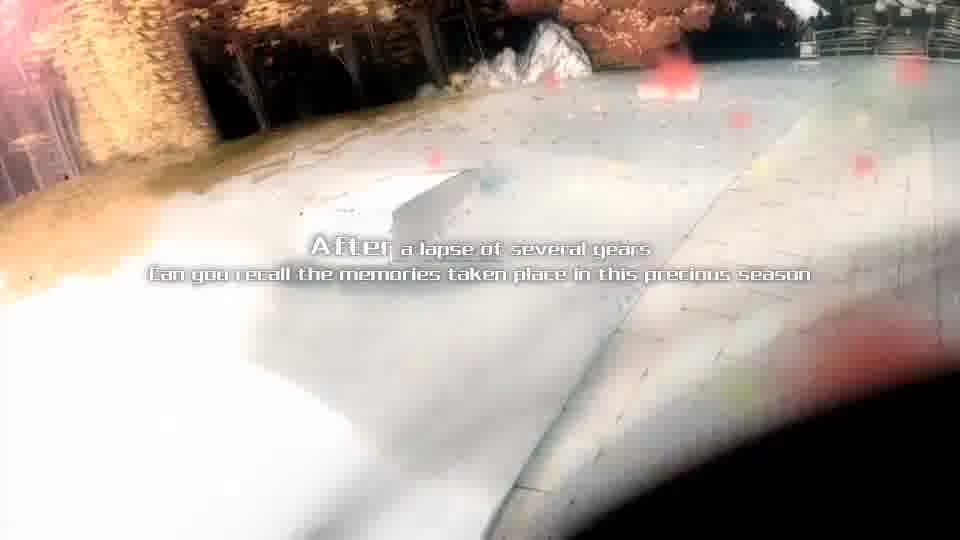 After a lapse of several years
Can you recall the memories taken place in this precious season